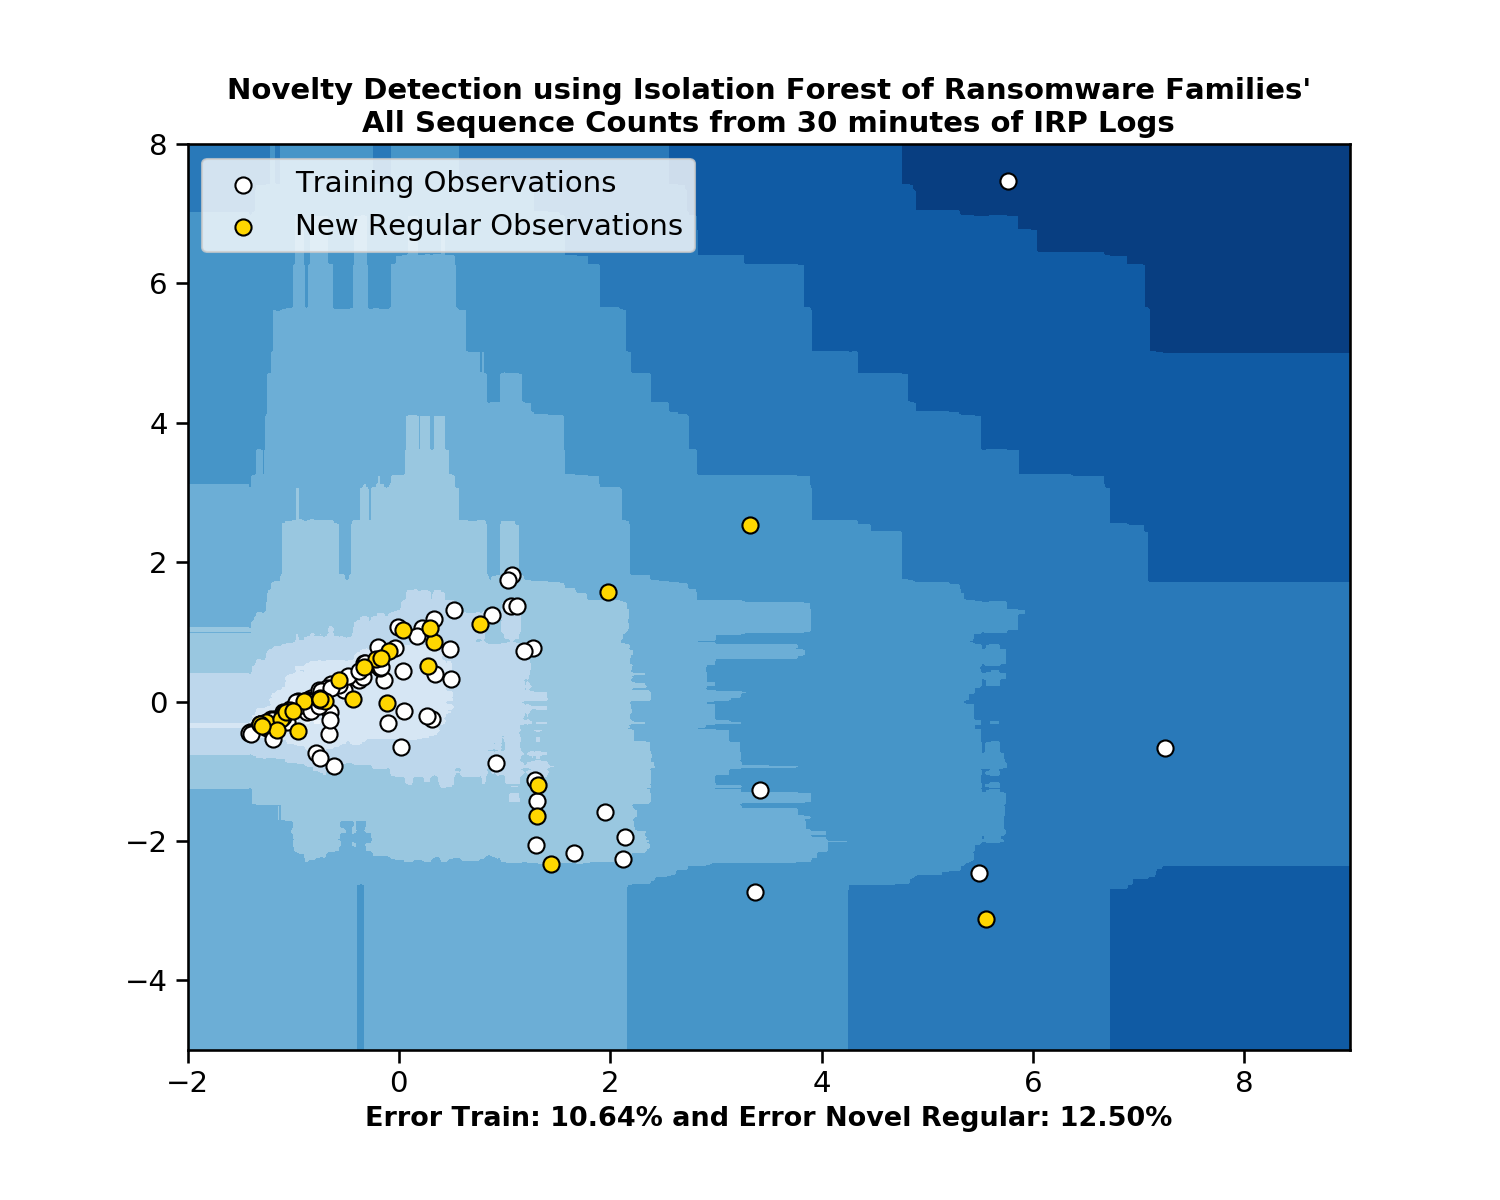 Novelty Detection using Isolation Forest of Ransomware Families'
All Sequence Counts from 30 minutes of IRP Logs
8
Training Observations
New Regular Observations
6
4
2
0
−2
−4
−2 0 2 4 6 8
Error Train: 10.64% and Error Novel Regular: 12.50%